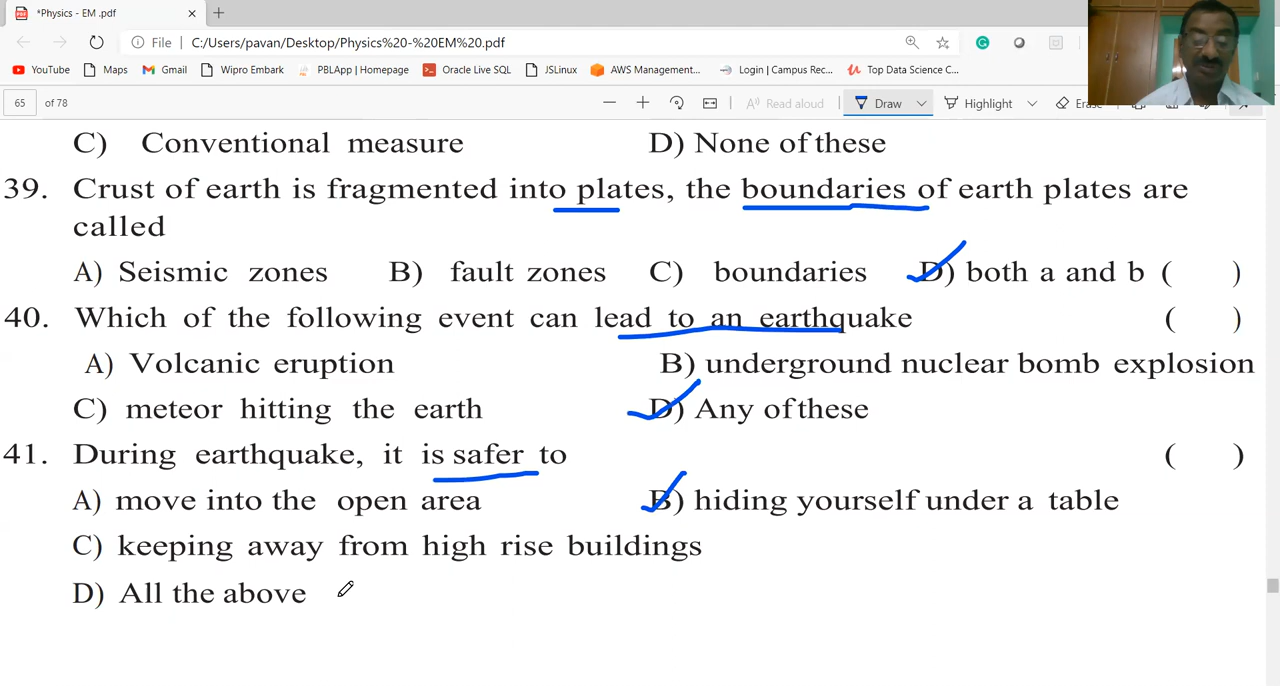 *Physics - EM .pdf
File | C:/Users/pavan/Desktop/Physics%20-%20EM%20.pdf
YouTube Maps Gmail Wipro Embark PBLApp | Homepage Oracle Live SQL JSLinux AWS Management... Login | Campus Rec... Top Data Science C...
65 of 78 Read aloud Draw Highlight Erase
C) Conventional measure D) None of these
39. Crust of earth is fragmented into plates, the boundaries of earth plates are
called
A) Seismic zones B) fault zones C) boundaries D) both a and b ( )
40. Which of the following event can lead to an earthquake ( )
A) Volcanic eruption B) underground nuclear bomb explosion
C) meteor hitting the earth D) Any of these
41. During earthquake, it is safer to ( )
A) move into the open area B) hiding yourself under a table
C) keeping away from high rise buildings
D) All the above